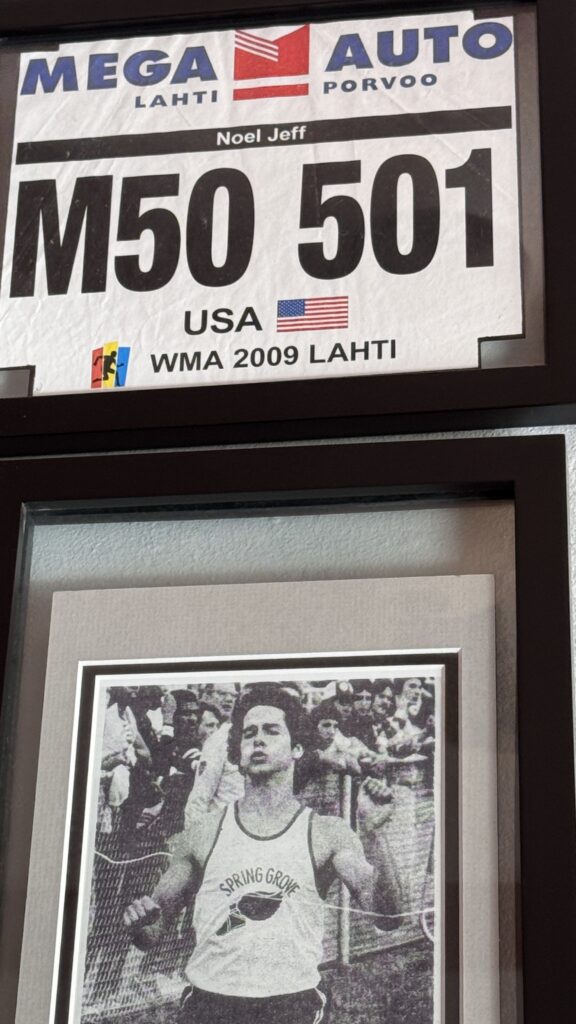 MEGA AUTO
LAHTI PORVOO
Noel Jeff
M50 501
USA
WMA 2009 LAHTI
SPRING GROVE